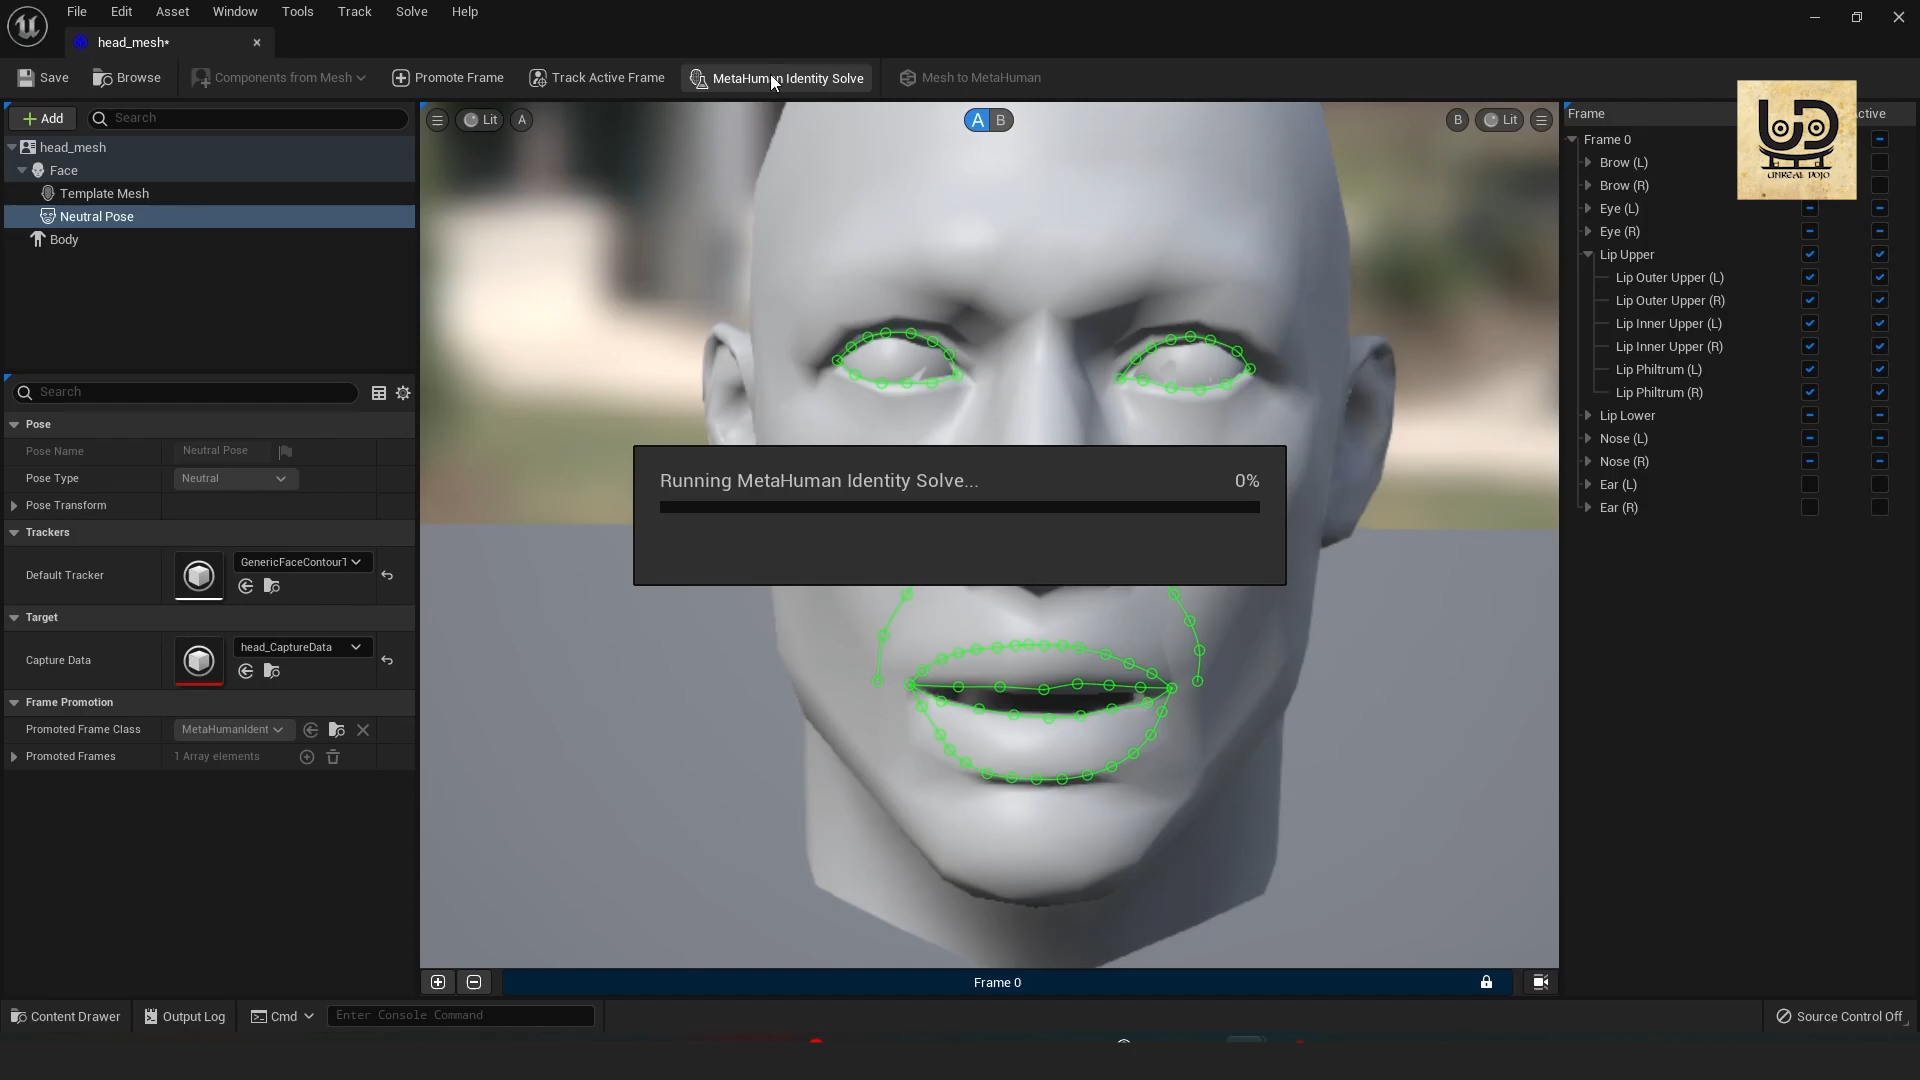 File Edit Asset Window Tools Track Solve Help
head_mesh*
Save Browse Components from Mesh Promote Frame Track Active Frame MetaHuman Identity Solve Mesh to MetaHuman
Add Search
head_mesh
Face
Template Mesh
Neutral Pose
Body
Search
Pose
Pose Name Neutral Pose
Pose Type Neutral
Pose Transform
Trackers
Default Tracker GenericFaceContourT
Target
Capture Data head_CaptureData
Frame Promotion
Promoted Frame Class MetaHumanIdent
Promoted Frames 1 Array elements
Lit A A B B Lit
Running MetaHuman Identity Solve... 0%
Frame 0
Frame ctive
UNREAL DOJO
Frame 0
Brow (L)
Brow (R)
Eye (L)
Eye (R)
Lip Upper
Lip Outer Upper (L)
Lip Outer Upper (R)
Lip Inner Upper (L)
Lip Inner Upper (R)
Lip Philtrum (L)
Lip Philtrum (R)
Lip Lower
Nose (L)
Nose (R)
Ear (L)
Ear (R)
Content Drawer Output Log Cmd Enter Console Command Source Control Off